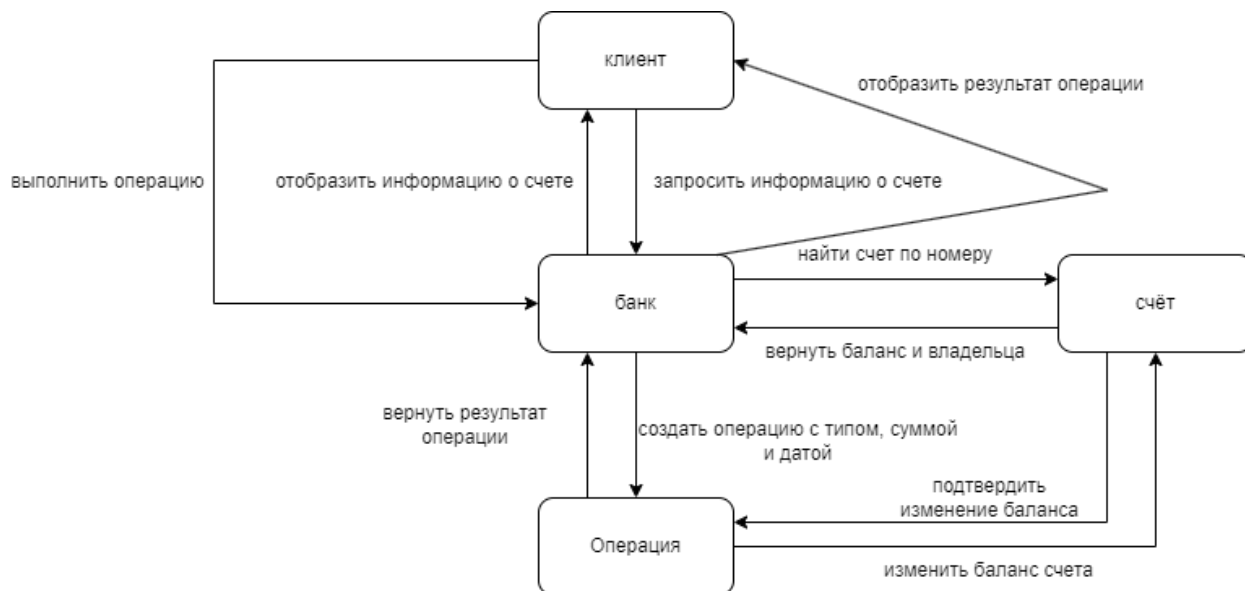 клиент
отобразить результат операции
выполнить операцию
отобразить информацию о счете
запросить информацию о счете
найти счет по номеру
банк
счёт
вернуть баланс и владельца
вернуть результат
операции
создать операцию с типом, суммой
и датой
подтвердить
изменение баланса
Операция
изменить баланс счета